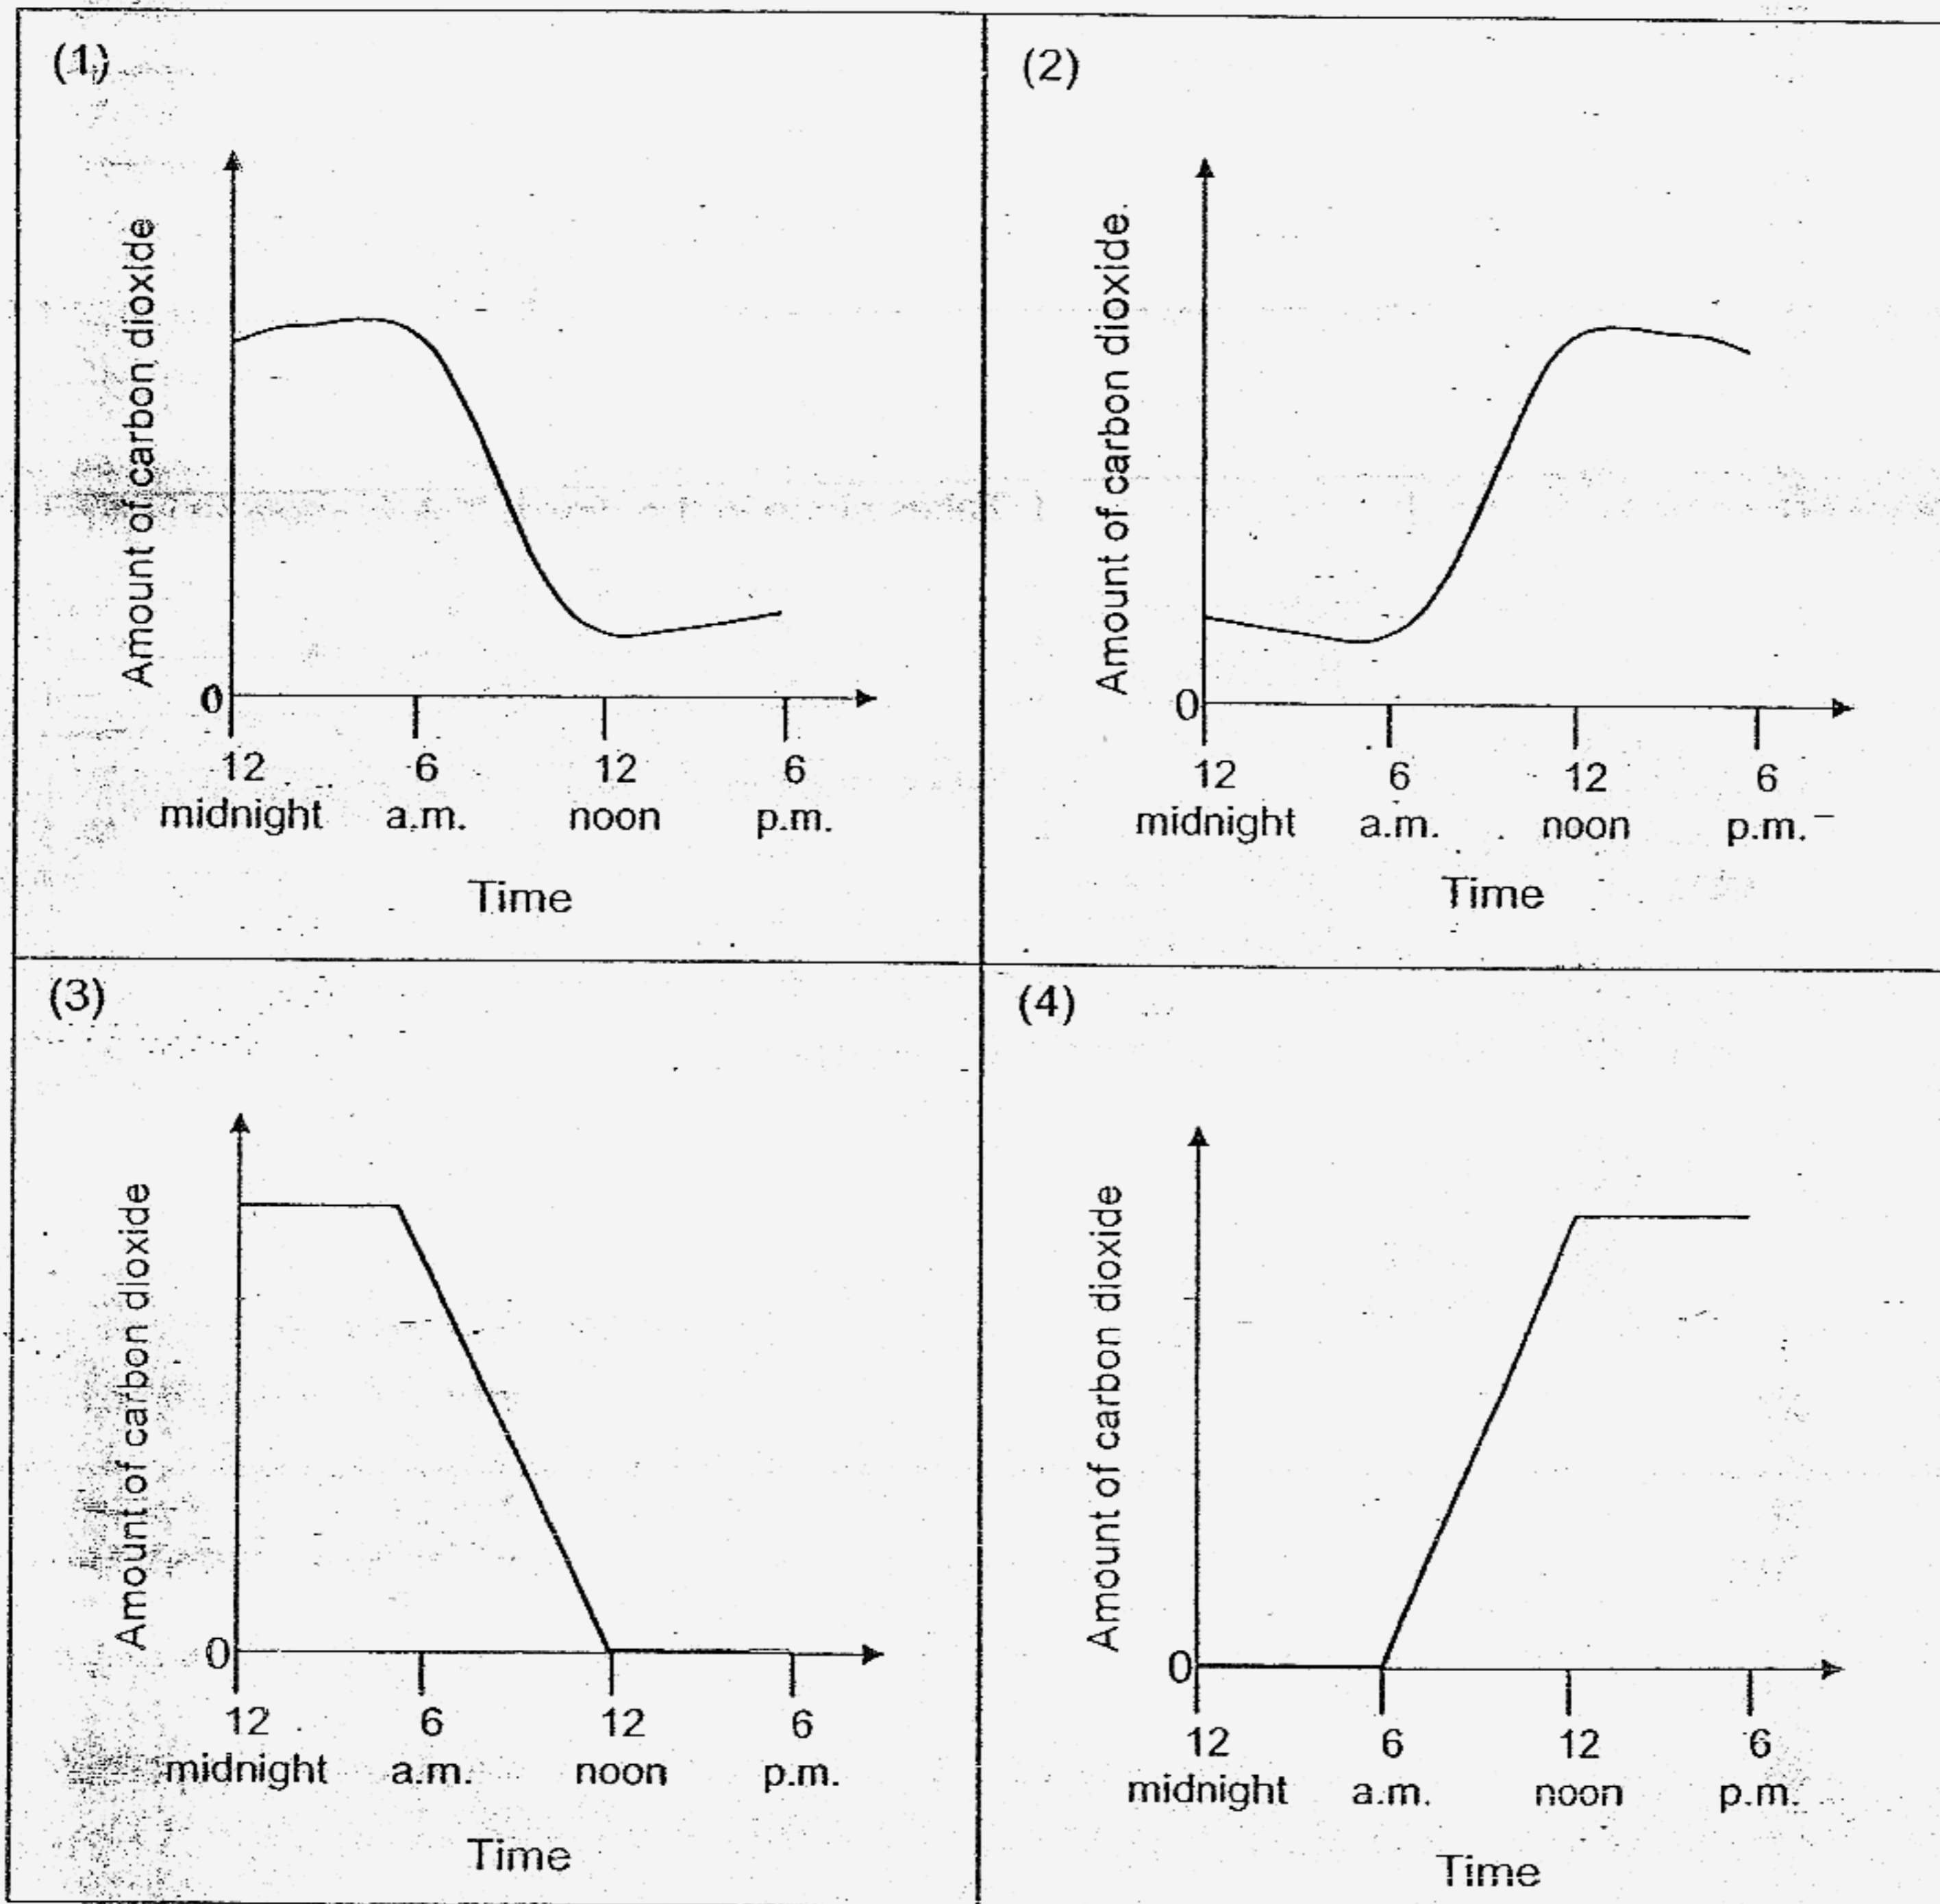 (1)
Amount of carbon dioxide
0
12 6 12 6
midnight a.m. noon p.m.
Time
(2)
Amount of carbon dioxide.
0
12 6 12 6
midnight a.m. noon p.m.
Time
(3)
Amount of carbon dioxide
0
12 6 12 6
midnight a.m. noon p.m.
Time
(4)
Amount of carbon dioxide
0
12 6 12 6
midnight a.m. noon p.m.
Time